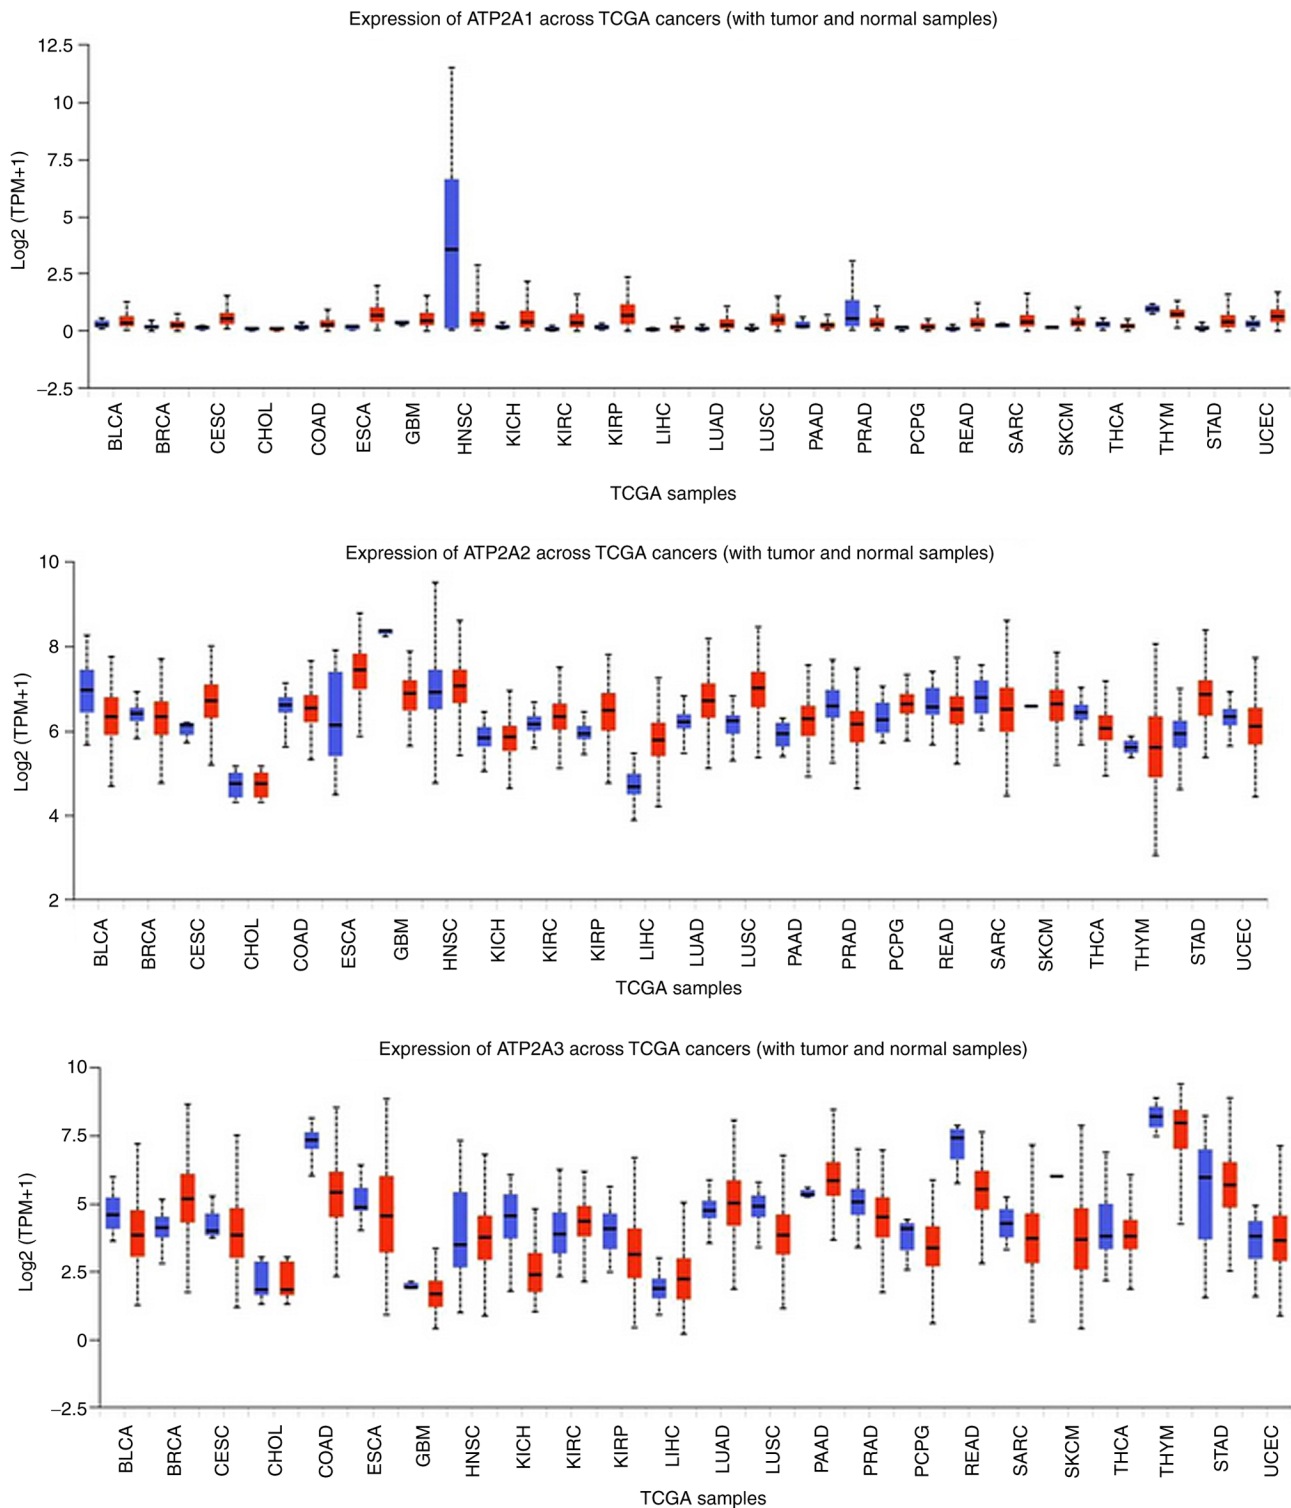 Expression of ATP2A1 across TCGA cancers (with tumor and normal samples)
12.5
10
7.5
5
2.5
0
−2.5
Log2 (TPM+1)
BLCA BRCA CESC CHOL COAD ESCA GBM HNSC KICH KIRC KIRP LIHC LUAD LUSC PAAD PRAD PCPG READ SARC SKCM THCA THYM STAD UCEC
TCGA samples
Expression of ATP2A2 across TCGA cancers (with tumor and normal samples)
10
8
6
4
2
Log2 (TPM+1)
BLCA BRCA CESC CHOL COAD ESCA GBM HNSC KICH KIRC KIRP LIHC LUAD LUSC PAAD PRAD PCPG READ SARC SKCM THCA THYM STAD UCEC
TCGA samples
Expression of ATP2A3 across TCGA cancers (with tumor and normal samples)
10
7.5
5
2.5
0
−2.5
Log2 (TPM+1)
BLCA BRCA CESC CHOL COAD ESCA GBM HNSC KICH KIRC KIRP LIHC LUAD LUSC PAAD PRAD PCPG READ SARC SKCM THCA THYM STAD UCEC
TCGA samples